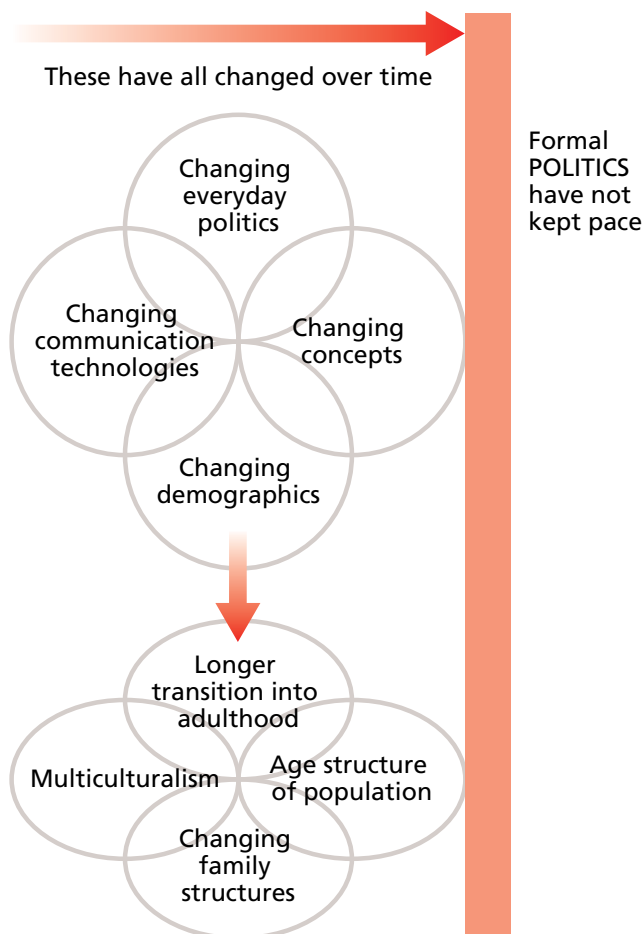 These have all changed over time
Formal
POLITICS
have not
kept pace
Changing
everyday
politics
Changing
communication
technologies
Changing
concepts
Changing
demographics
Longer
transition into
adulthood
Multiculturalism
Age structure
of population
Changing
family
structures